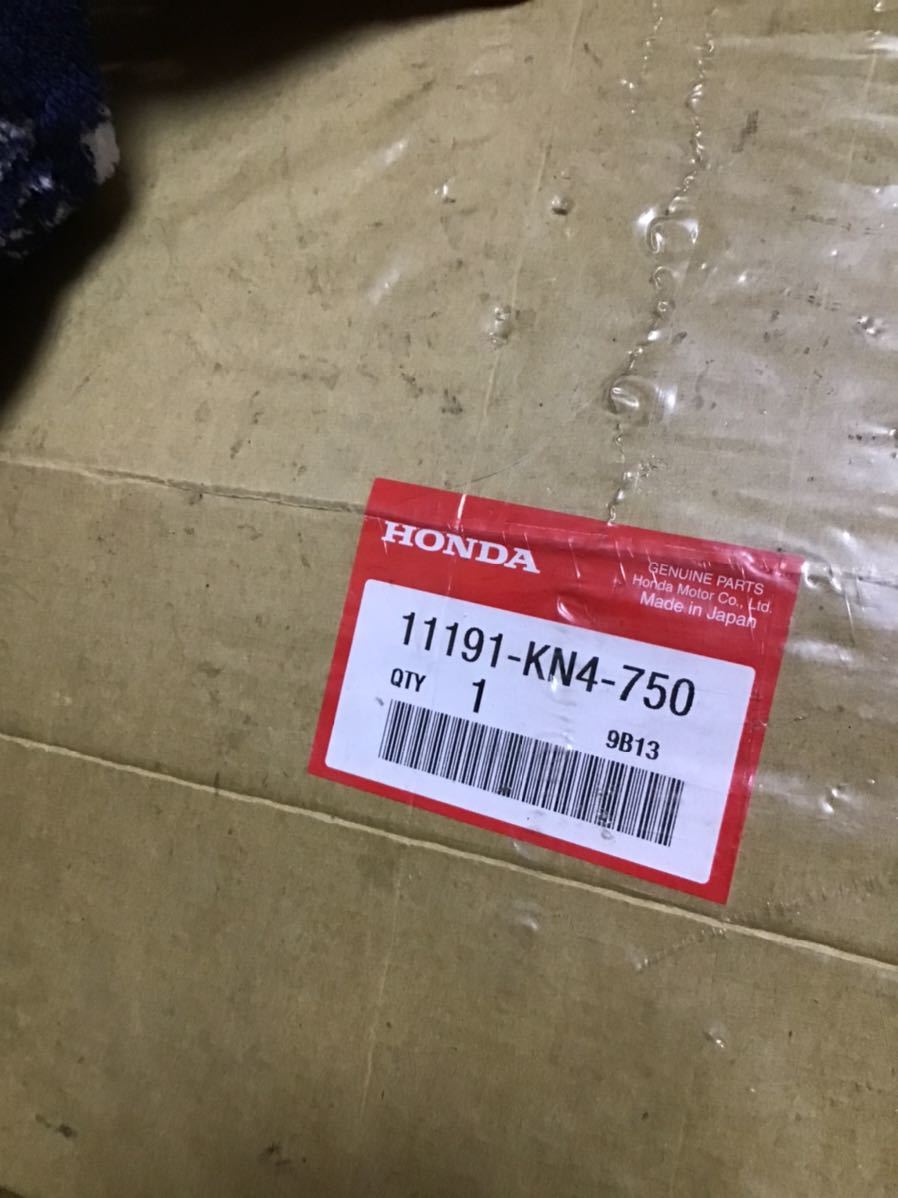 HONDA
GENUINE PARTS
Honda Motor Co., Ltd.
Made in Japan
11191-KN4-750
QTY 1
9B13